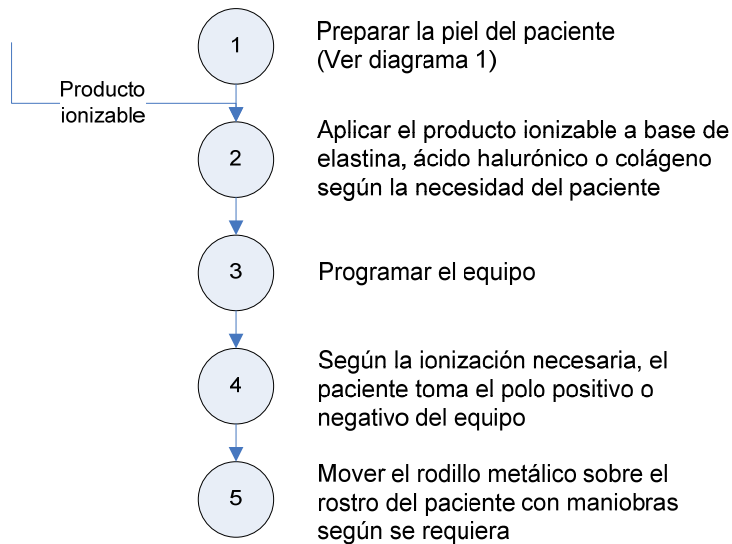 1
Preparar la piel del paciente
(Ver diagrama 1)
Producto
ionizable
2
Aplicar el producto ionizable a base de
elastina, ácido halurónico o colágeno
según la necesidad del paciente
3
Programar el equipo
4
Según la ionización necesaria, el
paciente toma el polo positivo o
negativo del equipo
5
Mover el rodillo metálico sobre el
rostro del paciente con maniobras
según se requiera